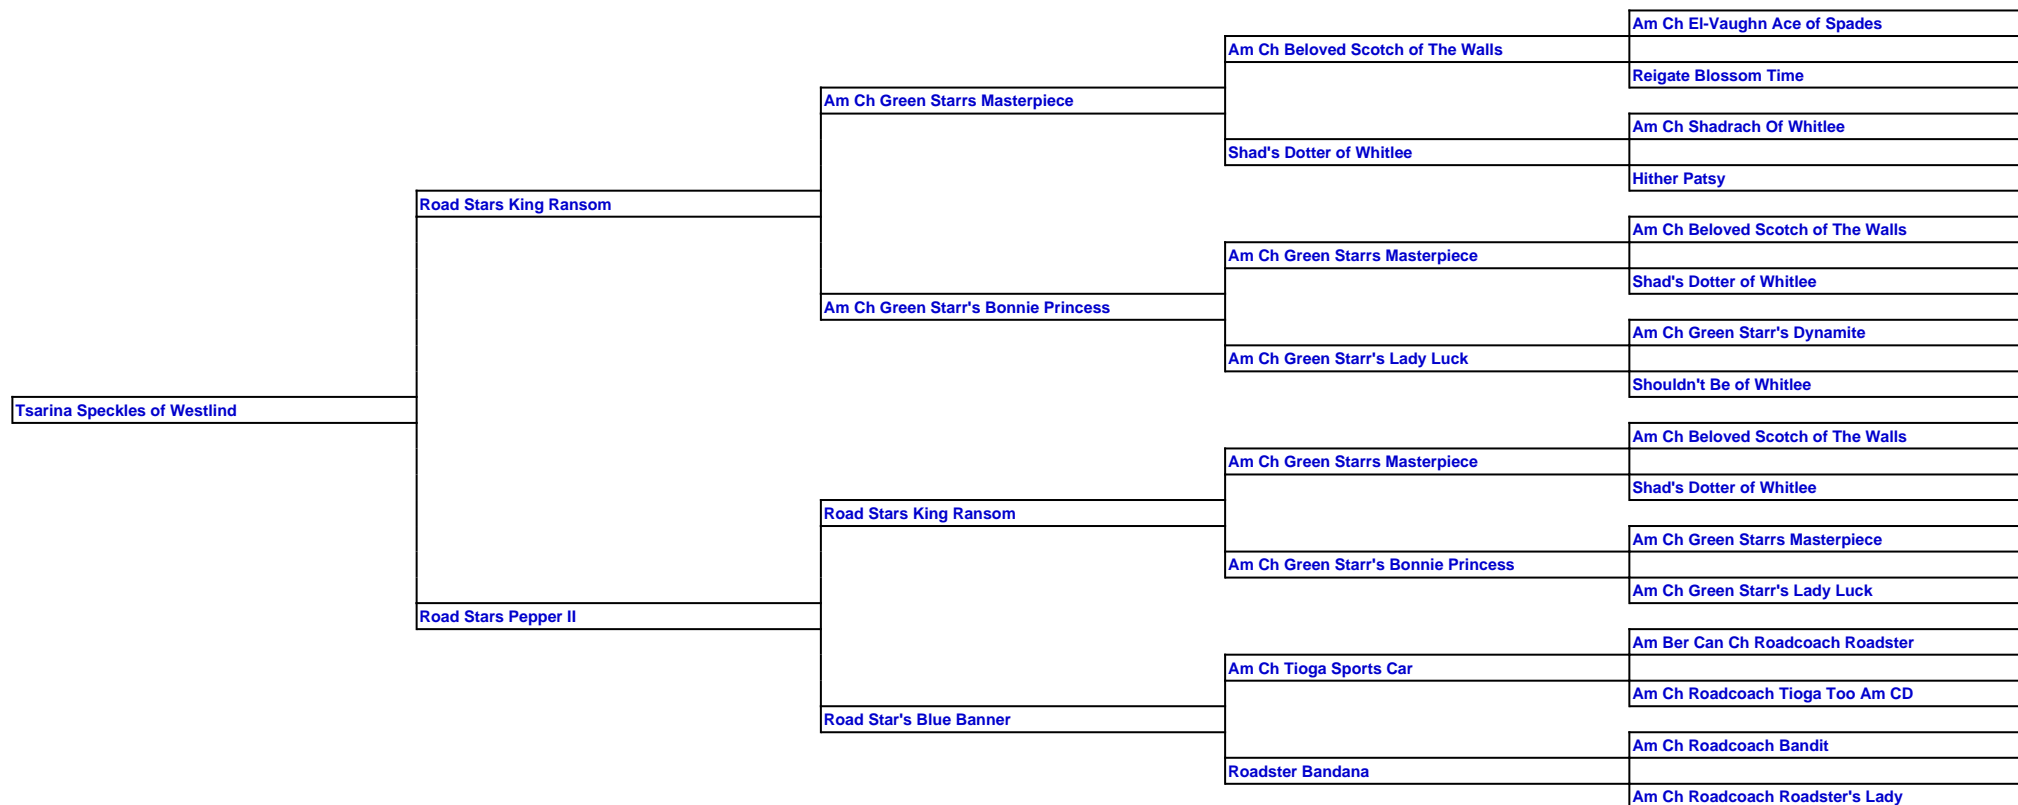 Am Ch El-Vaughn Ace of Spades
Am Ch Beloved Scotch of The Walls
Reigate Blossom Time
Am Ch Green Starrs Masterpiece
Am Ch Shadrach Of Whitlee
Shad's Dotter of Whitlee
Hither Patsy
Road Stars King Ransom
Am Ch Beloved Scotch of The Walls
Am Ch Green Starrs Masterpiece
Shad's Dotter of Whitlee
Am Ch Green Starr's Bonnie Princess
Am Ch Green Starr's Dynamite
Am Ch Green Starr's Lady Luck
Shouldn't Be of Whitlee
Tsarina Speckles of Westlind
Am Ch Beloved Scotch of The Walls
Am Ch Green Starrs Masterpiece
Shad's Dotter of Whitlee
Road Stars King Ransom
Am Ch Green Starrs Masterpiece
Am Ch Green Starr's Bonnie Princess
Am Ch Green Starr's Lady Luck
Road Stars Pepper II
Am Ber Can Ch Roadcoach Roadster
Am Ch Tioga Sports Car
Am Ch Roadcoach Tioga Too Am CD
Road Star's Blue Banner
Am Ch Roadcoach Bandit
Roadster Bandana
Am Ch Roadcoach Roadster's Lady